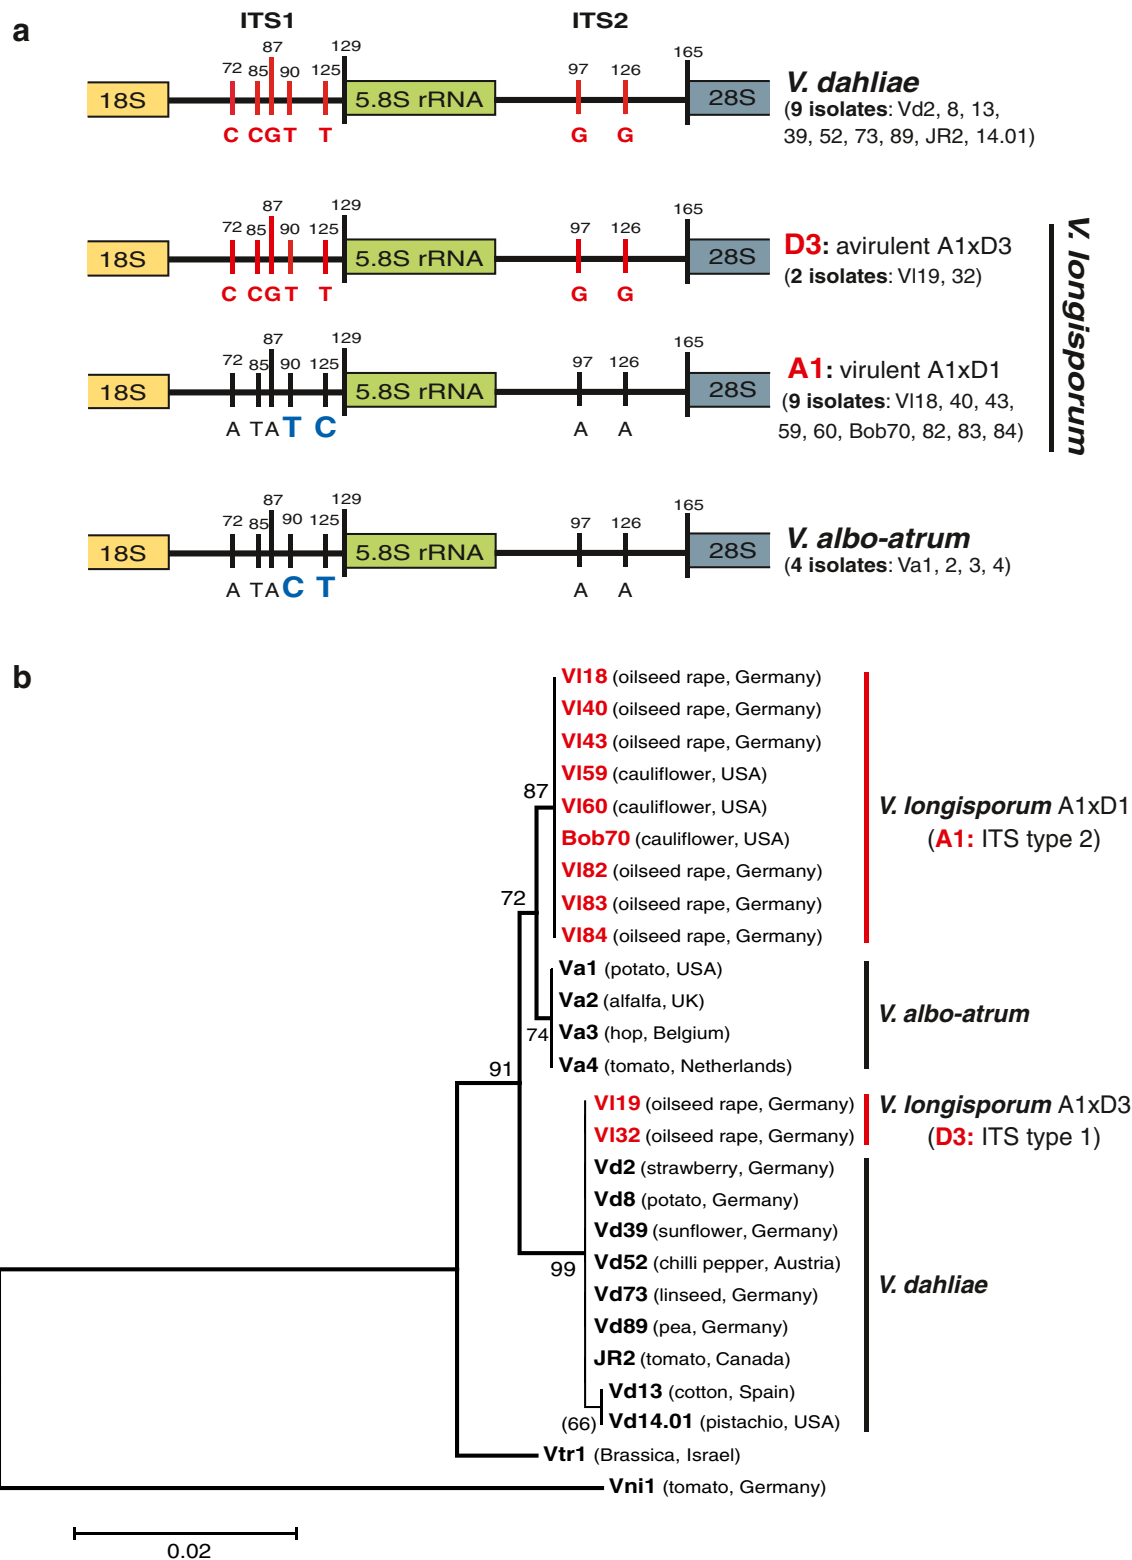 a
ITS1 ITS2
72 85 87 90 125 129 97 126 165
18S 5.8S rRNA 28S
C C G T T G G
V. dahliae
(9 isolates: Vd2, 8, 13,
39, 52, 73, 89, JR2, 14.01)
72 85 87 90 125 129 97 126 165
18S 5.8S rRNA 28S
C C G T T G G
D3: avirulent A1xD3
(2 isolates: Vl19, 32)
72 85 87 90 125 129 97 126 165
18S 5.8S rRNA 28S
A T A T C A A
A1: virulent A1xD1
(9 isolates: Vl18, 40, 43,
59, 60, Bob70, 82, 83, 84)
V. longisporum
72 85 87 90 125 129 97 126 165
18S 5.8S rRNA 28S
A T A C T A A
V. albo-atrum
(4 isolates: Va1, 2, 3, 4)
b
Vl18 (oilseed rape, Germany)
Vl40 (oilseed rape, Germany)
Vl43 (oilseed rape, Germany)
Vl59 (cauliflower, USA)
Vl60 (cauliflower, USA)
Bob70 (cauliflower, USA)
Vl82 (oilseed rape, Germany)
Vl83 (oilseed rape, Germany)
Vl84 (oilseed rape, Germany)
87
V. longisporum A1xD1
(A1: ITS type 2)
72
Va1 (potato, USA)
Va2 (alfalfa, UK)
Va3 (hop, Belgium)
Va4 (tomato, Netherlands)
74
V. albo-atrum
91
Vl19 (oilseed rape, Germany)
Vl32 (oilseed rape, Germany)
V. longisporum A1xD3
(D3: ITS type 1)
Vd2 (strawberry, Germany)
Vd8 (potato, Germany)
Vd39 (sunflower, Germany)
Vd52 (chilli pepper, Austria)
Vd73 (linseed, Germany)
Vd89 (pea, Germany)
JR2 (tomato, Canada)
Vd13 (cotton, Spain)
Vd14.01 (pistachio, USA)
99
(66)
V. dahliae
Vtr1 (Brassica, Israel)
Vni1 (tomato, Germany)
0.02